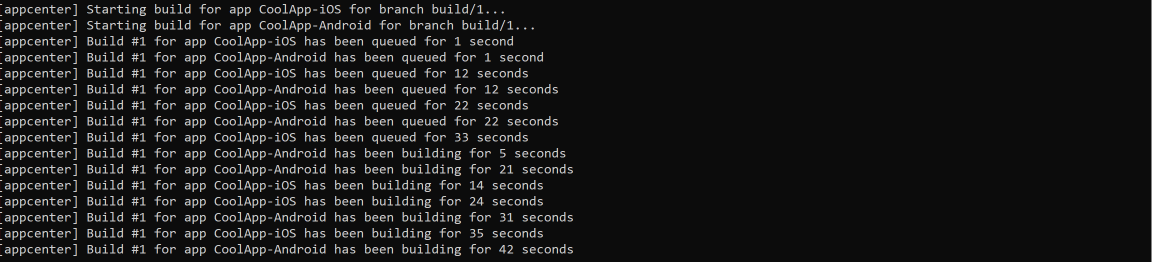 [appcenter] Starting build for app CoolApp-iOS for branch build/1...
[appcenter] Starting build for app CoolApp-Android for branch build/1...
[appcenter] Build #1 for app CoolApp-iOS has been queued for 1 second
[appcenter] Build #1 for app CoolApp-Android has been queued for 1 second
[appcenter] Build #1 for app CoolApp-iOS has been queued for 12 seconds
[appcenter] Build #1 for app CoolApp-Android has been queued for 12 seconds
[appcenter] Build #1 for app CoolApp-iOS has been queued for 22 seconds
[appcenter] Build #1 for app CoolApp-Android has been queued for 22 seconds
[appcenter] Build #1 for app CoolApp-iOS has been queued for 33 seconds
[appcenter] Build #1 for app CoolApp-Android has been building for 5 seconds
[appcenter] Build #1 for app CoolApp-Android has been building for 21 seconds
[appcenter] Build #1 for app CoolApp-iOS has been building for 14 seconds
[appcenter] Build #1 for app CoolApp-iOS has been building for 24 seconds
[appcenter] Build #1 for app CoolApp-Android has been building for 31 seconds
[appcenter] Build #1 for app CoolApp-iOS has been building for 35 seconds
[appcenter] Build #1 for app CoolApp-Android has been building for 42 seconds